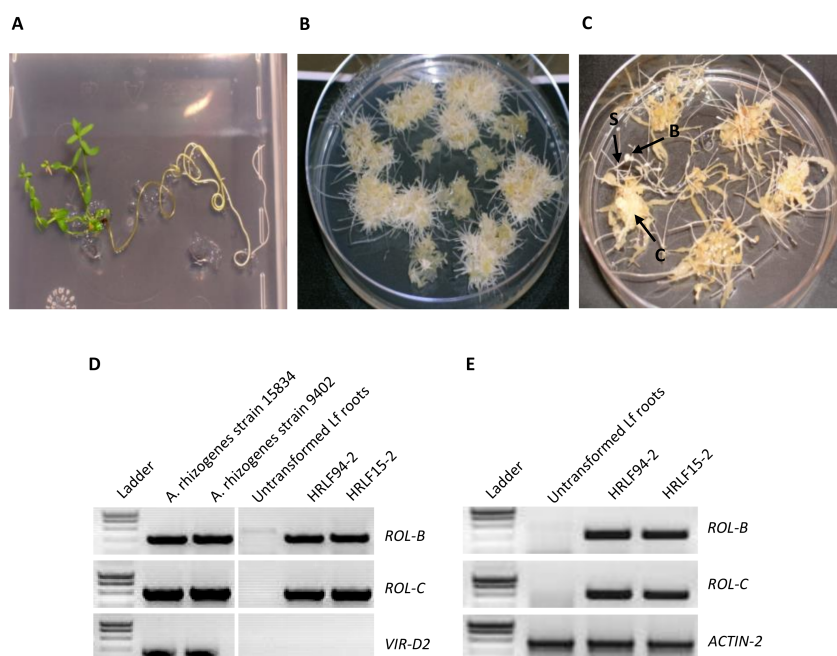 A
B
C
S
B
C
D
E
Ladder
A. rhizogenes strain 15834
A. rhizogenes strain 9402
Untransformed Lf roots
HRLF94-2
HRLF15-2
ROL-B
ROL-C
VIR-D2
Ladder
Untransformed Lf roots
HRLF94-2
HRLF15-2
ROL-B
ROL-C
ACTIN-2